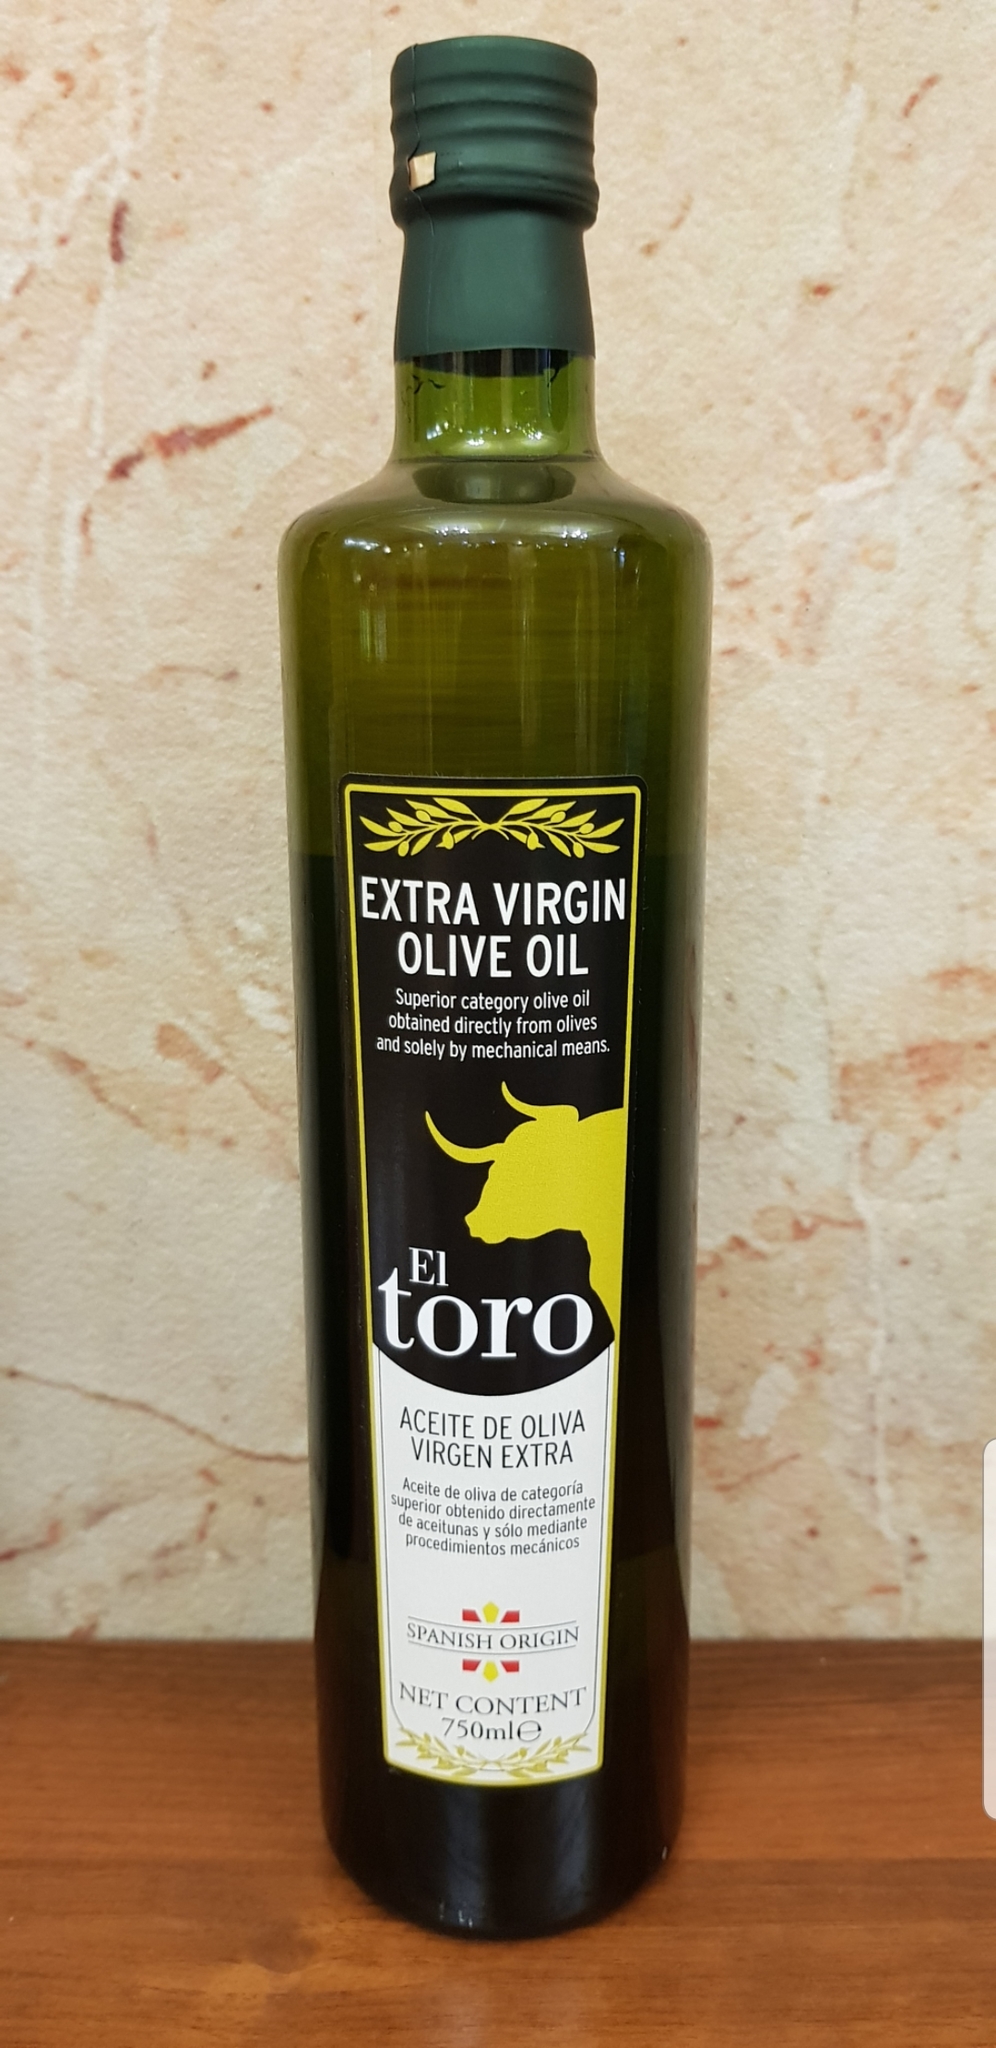 EXTRA VIRGIN
OLIVE OIL
Superior category olive oil
obtained directly from olives
and solely by mechanical means.
El
toro
ACEITE DE OLIVA
VIRGEN EXTRA
Aceite de oliva de categoría
superior obtenido directamente
de aceitunas y sólo mediante
procedimientos mecánicos
SPANISH ORIGIN
NET CONTENT
750ml℮